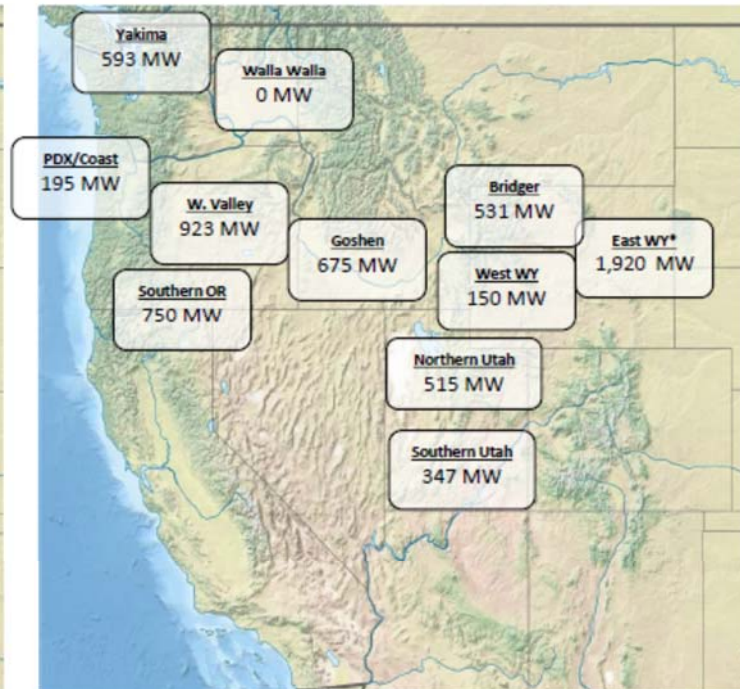 Yakima
593 MW
Walla Walla
0 MW
PDX/Coast
195 MW
W. Valley
923 MW
Goshen
675 MW
Bridger
531 MW
East WY*
1,920 MW
West WY
150 MW
Southern OR
750 MW
Northern Utah
515 MW
Southern Utah
347 MW